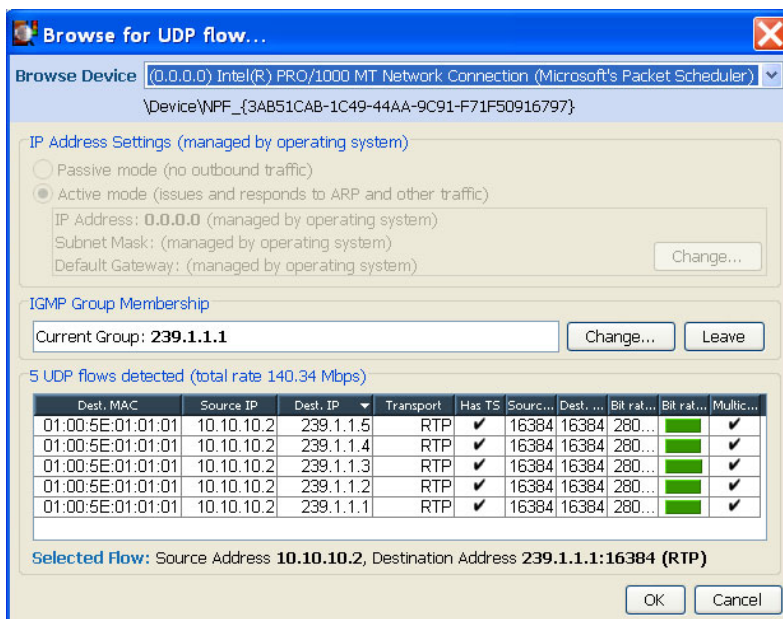 Browse for UDP flow...
Browse Device (0.0.0.0) Intel(R) PRO/1000 MT Network Connection (Microsoft's Packet Scheduler)
\Device\NPF_{3AB51CAB-1C49-44AA-9C91-F71F50916797}
IP Address Settings (managed by operating system)
Passive mode (no outbound traffic)
Active mode (issues and responds to ARP and other traffic)
IP Address: 0.0.0.0 (managed by operating system)
Subnet Mask: (managed by operating system)
Default Gateway: (managed by operating system)
Change...
IGMP Group Membership
Current Group: 239.1.1.1 Change... Leave
5 UDP flows detected (total rate 140.34 Mbps)
Dest. MAC Source IP Dest. IP Transport Has TS Sourc... Dest. ... Bit rat... Bit rat... Multic...
01:00:5E:01:01:01 10.10.10.2 239.1.1.5 RTP ✔ 16384 16384 280... ✔
01:00:5E:01:01:01 10.10.10.2 239.1.1.4 RTP ✔ 16384 16384 280... ✔
01:00:5E:01:01:01 10.10.10.2 239.1.1.3 RTP ✔ 16384 16384 280... ✔
01:00:5E:01:01:01 10.10.10.2 239.1.1.2 RTP ✔ 16384 16384 280... ✔
01:00:5E:01:01:01 10.10.10.2 239.1.1.1 RTP ✔ 16384 16384 280... ✔
Selected Flow: Source Address 10.10.10.2, Destination Address 239.1.1.1:16384 (RTP)
OK Cancel